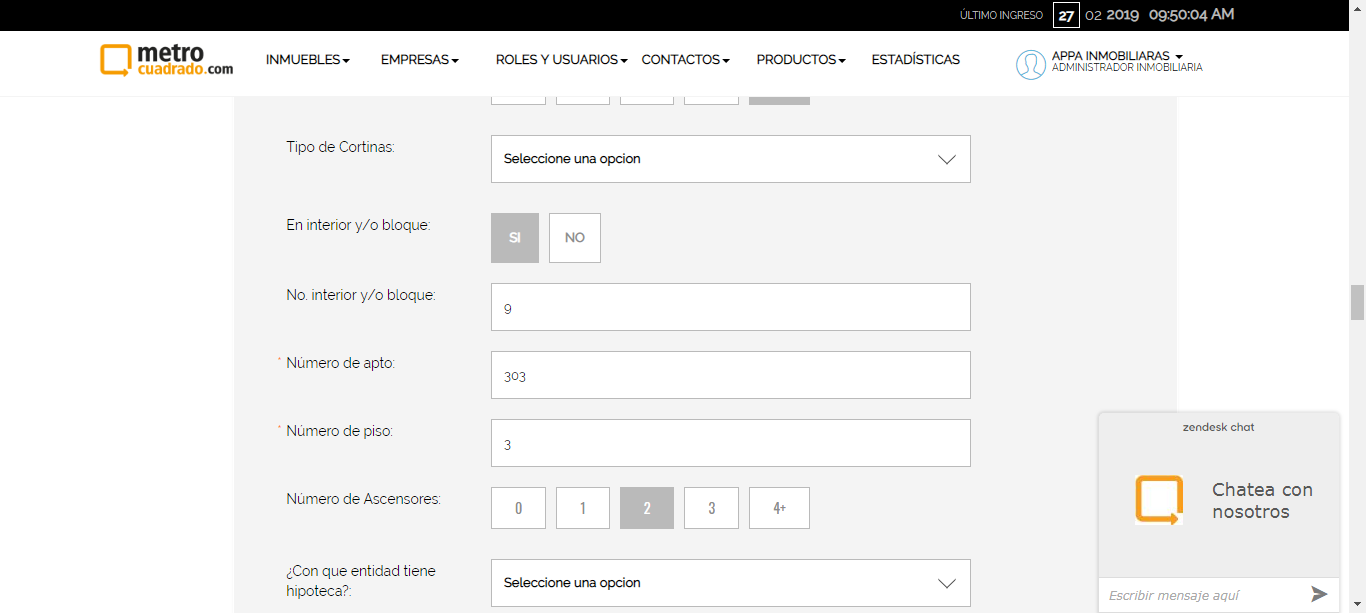 ÚLTIMO INGRESO 27 02 2019 09:50:04 AM
metro
cuadrado.com
INMUEBLES EMPRESAS ROLES Y USUARIOS CONTACTOS PRODUCTOS ESTADÍSTICAS
APPA INMOBILIARAS
ADMINISTRADOR INMOBILIARIA
Tipo de Cortinas: Seleccione una opcion
En interior y/o bloque: SI NO
No. interior y/o bloque: 9
* Número de apto: 303
* Número de piso: 3
Número de Ascensores: 0 1 2 3 4+
¿Con que entidad tiene
hipoteca?: Seleccione una opcion
zendesk chat
Chatea con
nosotros
Escribir mensaje aquí